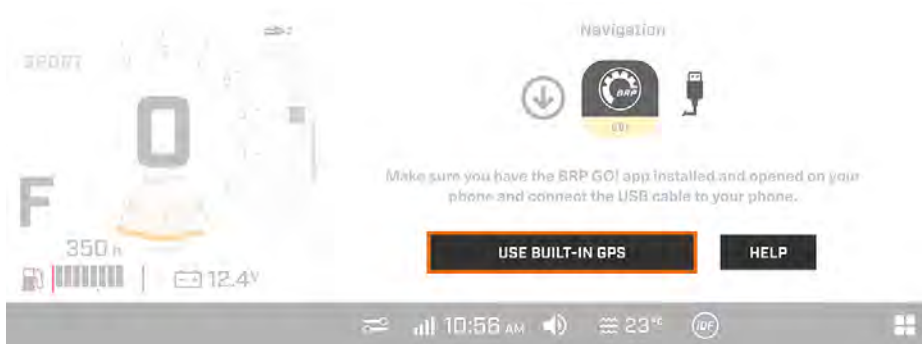 Navigation
SPORT
BRP
GO!
0
Make sure you have the BRP GO! app installed and opened on your
phone and connect the USB cable to your phone.
F
USE BUILT-IN GPS
HELP
350 h
12.4V
10:56 AM
23°C
iDF